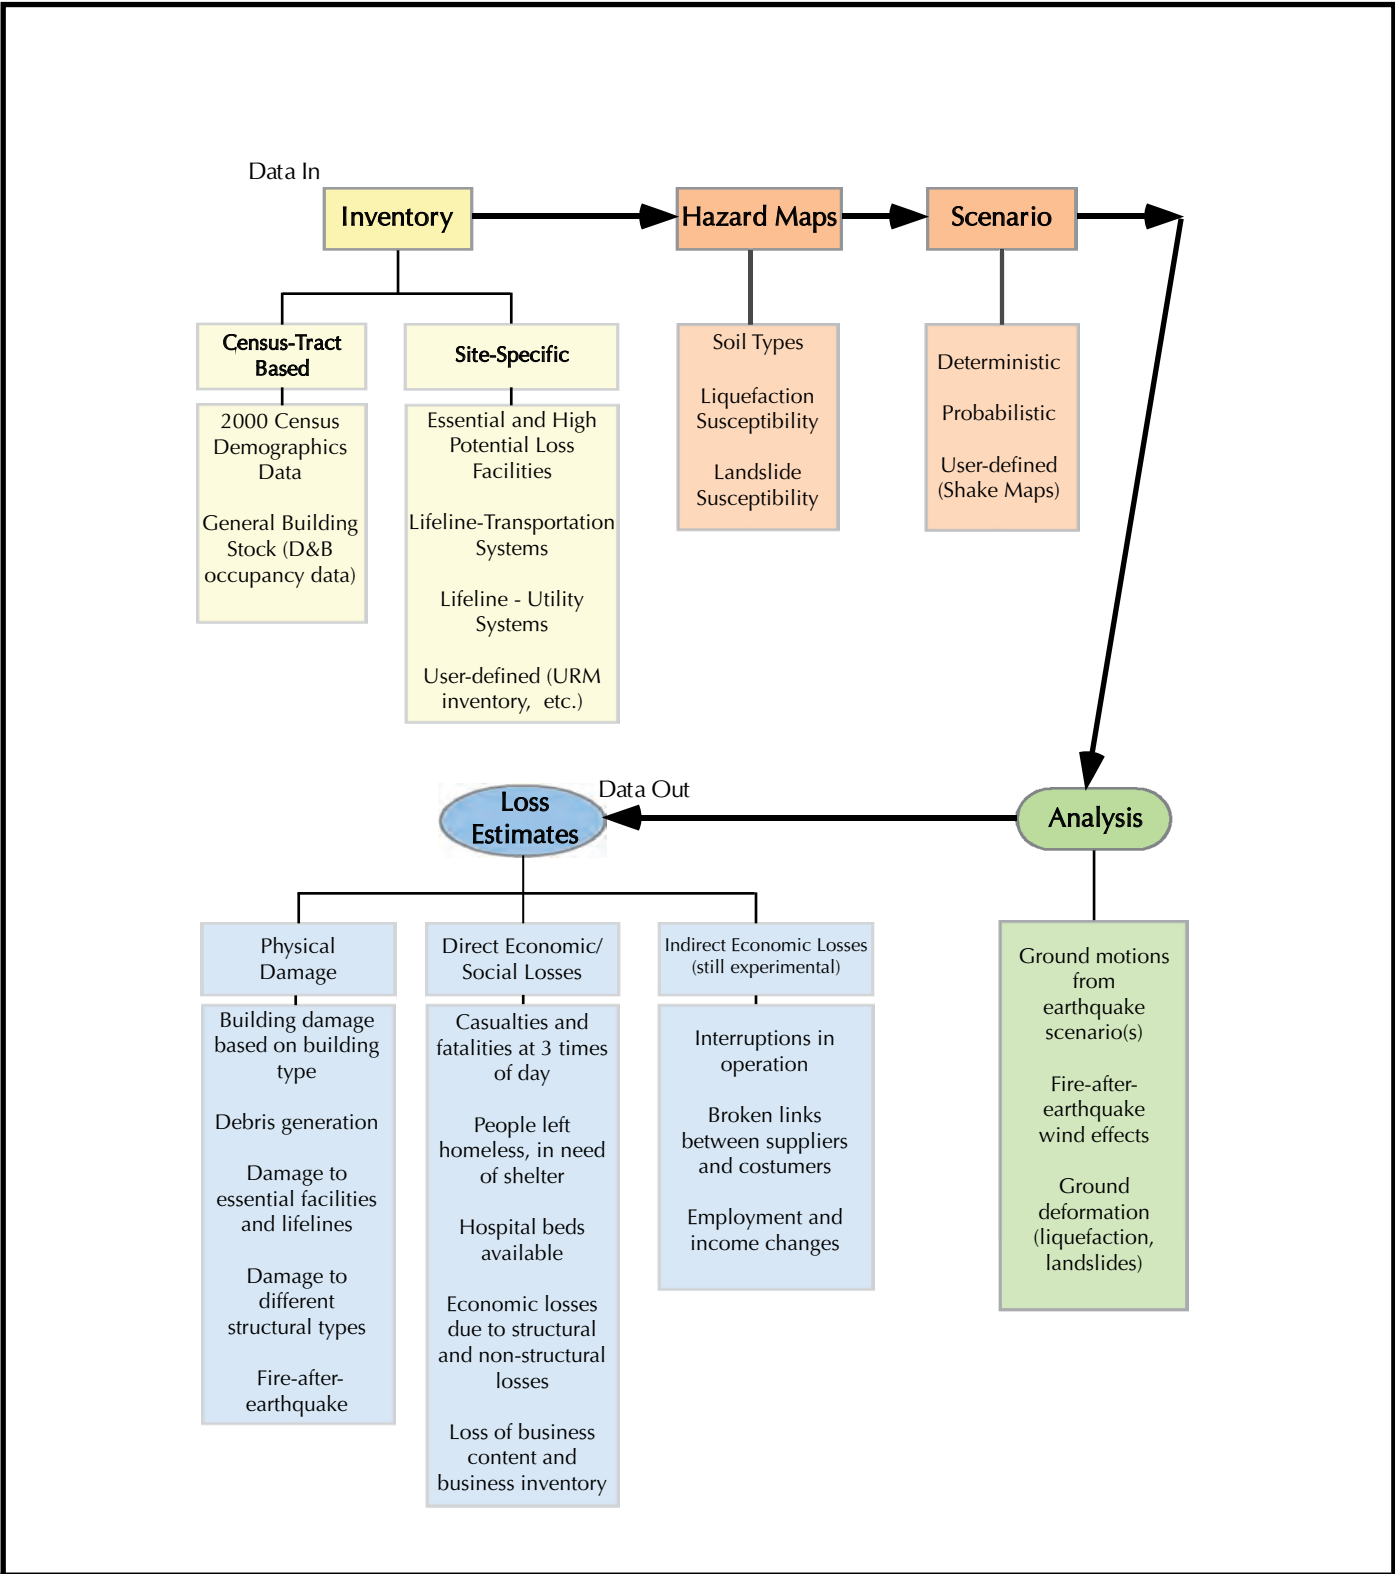 Data In
Inventory
Hazard Maps
Scenario
Census-Tract
Based
2000 Census
Demographics
Data
General Building
Stock (D&B
occupancy data)
Site-Specific
Essential and High
Potential Loss
Facilities
Lifeline-Transportation
Systems
Lifeline - Utility
Systems
User-defined (URM
inventory, etc.)
Soil Types
Liquefaction
Susceptibility
Landslide
Susceptibility
Deterministic
Probabilistic
User-defined
(Shake Maps)
Data Out
Loss
Estimates
Analysis
Physical
Damage
Building damage
based on building
type
Debris generation
Damage to
essential facilities
and lifelines
Damage to
different
structural types
Fire-after-
earthquake
Direct Economic/
Social Losses
Casualties and
fatalities at 3 times
of day
People left
homeless, in need
of shelter
Hospital beds
available
Economic losses
due to structural
and non-structural
losses
Loss of business
content and
business inventory
Indirect Economic Losses
(still experimental)
Interruptions in
operation
Broken links
between suppliers
and costumers
Employment and
income changes
Ground motions
from
earthquake
scenario(s)
Fire-after-
earthquake
wind effects
Ground
deformation
(liquefaction,
landslides)